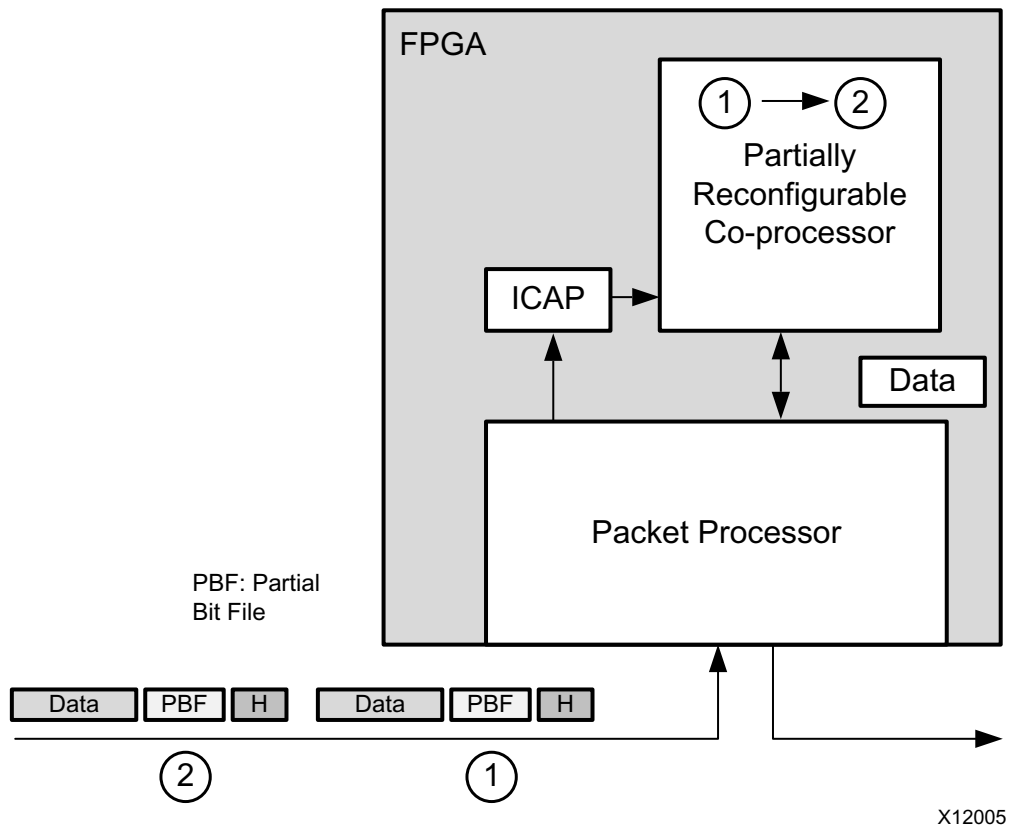 FPGA
1 2
Partially
Reconfigurable
Co-processor
ICAP
Data
Packet Processor
PBF: Partial
Bit File
Data PBF H Data PBF H
2 1
X12005